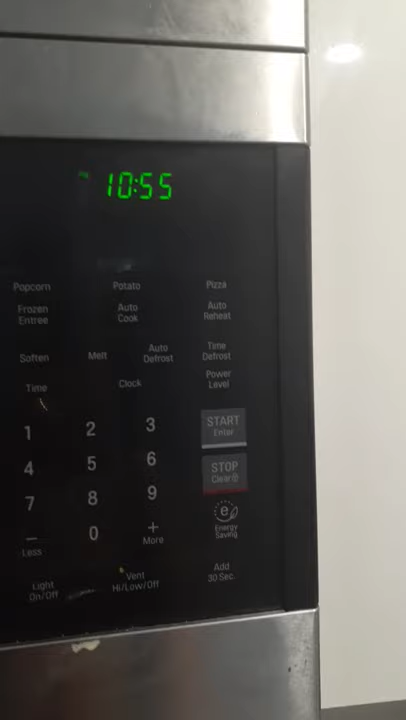 10:55
Popcorn Potato Pizza
Frozen Entree
Auto Cook
Auto Reheat
Soften Melt
Auto Defrost
Time Defrost
Time Clock
Power Level
1 2 3
START
Enter
4 5 6
STOP
Clear
7 8 9
e
Energy Saving
−
Less
0
+
More
Light On/Off
Vent Hi/Low/Off
Add 30 Sec.